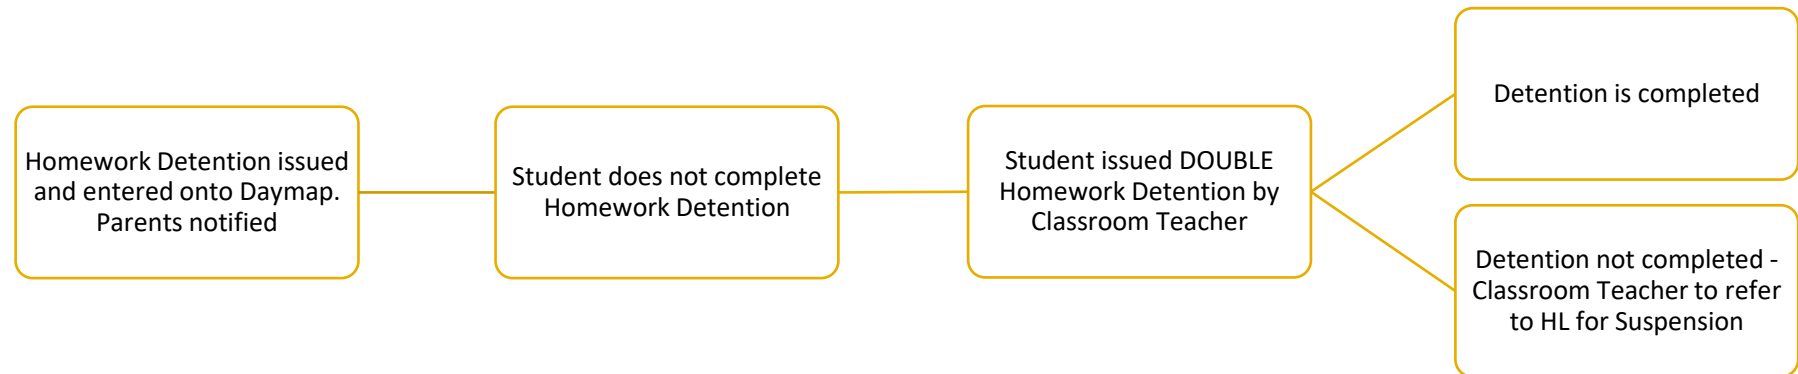 Homework Detention issued
and entered onto Daymap.
Parents notified
Student does not complete
Homework Detention
Student issued DOUBLE
Homework Detention by
Classroom Teacher
Detention is completed
Detention not completed -
Classroom Teacher to refer
to HL for Suspension